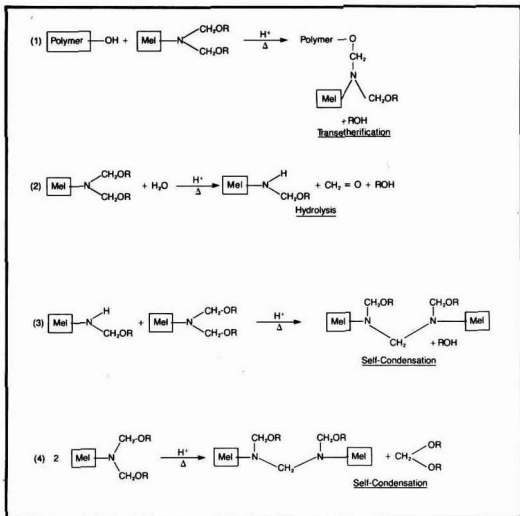 (1) Polymer —OH + Mel —N CH₂OR CH₂OR H⁺ Δ Polymer — O CH₂ N Mel CH₂OR
+ ROH
Transetherification
(2) Mel —N CH₂OR CH₂OR + H₂O H⁺ Δ Mel —N H CH₂OR + CH₂ = O + ROH
Hydrolysis
(3) Mel —N H CH₂OR + Mel —N CH₂-OR CH₂-OR H⁺ Δ CH₂OR CH₂OR Mel —N N— Mel CH₂ + ROH
Self-Condensation
(4) 2 Mel —N CH₂-OR CH₂OR H⁺ Δ CH₂OR CH₂OR Mel —N N— Mel CH₂ + CH₂ OR OR
Self-Condensation